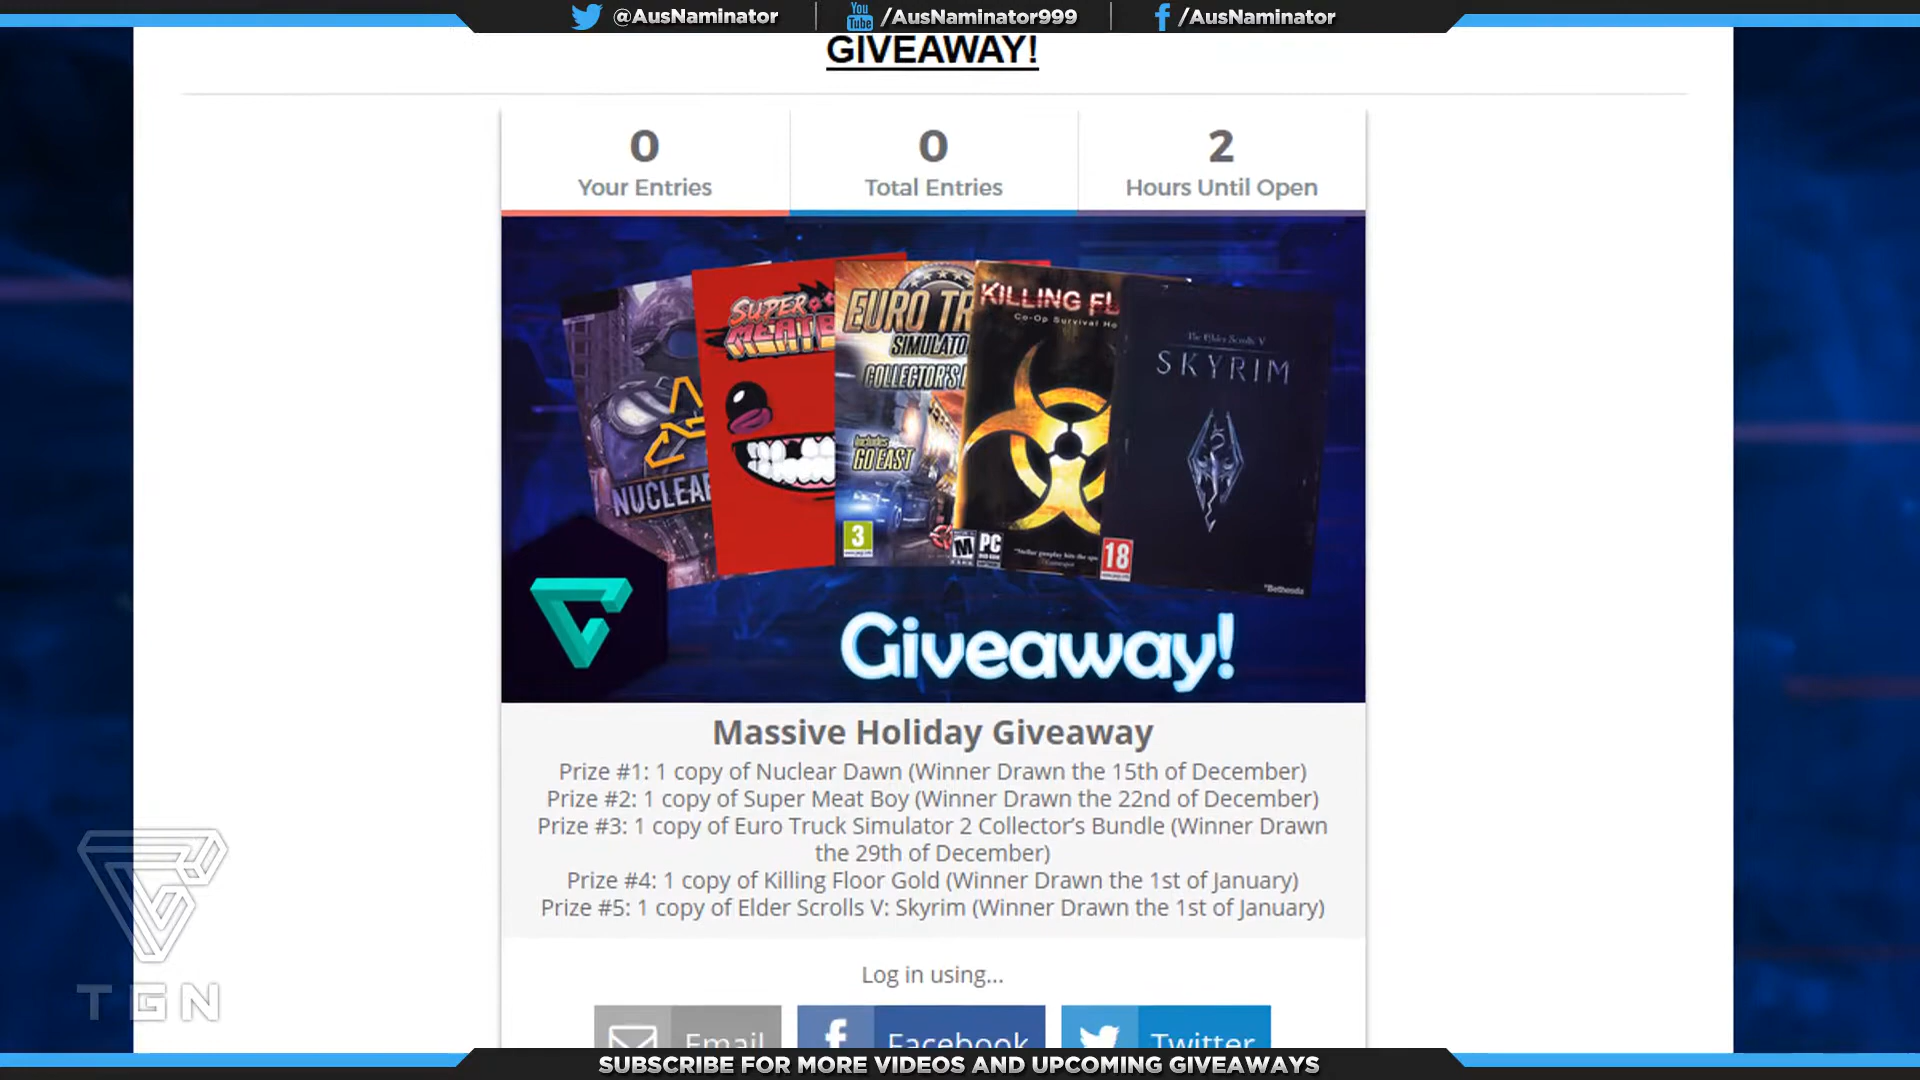 @AusNaminator
You Tube /AusNaminator999
/AusNaminator
GIVEAWAY!
0
Your Entries
0
Total Entries
2
Hours Until Open
NUCLEAR
SUPER
MEAT B
EURO TR
SIMULATO
COLLECTOR'S
Includes
GO EAST
3
KILLING FL
Co-Op Survival Ho
M
PC
18
The Elder Scrolls V
SKYRIM
Bethesda
Giveaway!
Massive Holiday Giveaway
Prize #1: 1 copy of Nuclear Dawn (Winner Drawn the 15th of December)
Prize #2: 1 copy of Super Meat Boy (Winner Drawn the 22nd of December)
Prize #3: 1 copy of Euro Truck Simulator 2 Collector's Bundle (Winner Drawn
the 29th of December)
Prize #4: 1 copy of Killing Floor Gold (Winner Drawn the 1st of January)
Prize #5: 1 copy of Elder Scrolls V: Skyrim (Winner Drawn the 1st of January)
Log in using...
Email
Facebook
Twitter
TGN
SUBSCRIBE FOR MORE VIDEOS AND UPCOMING GIVEAWAYS